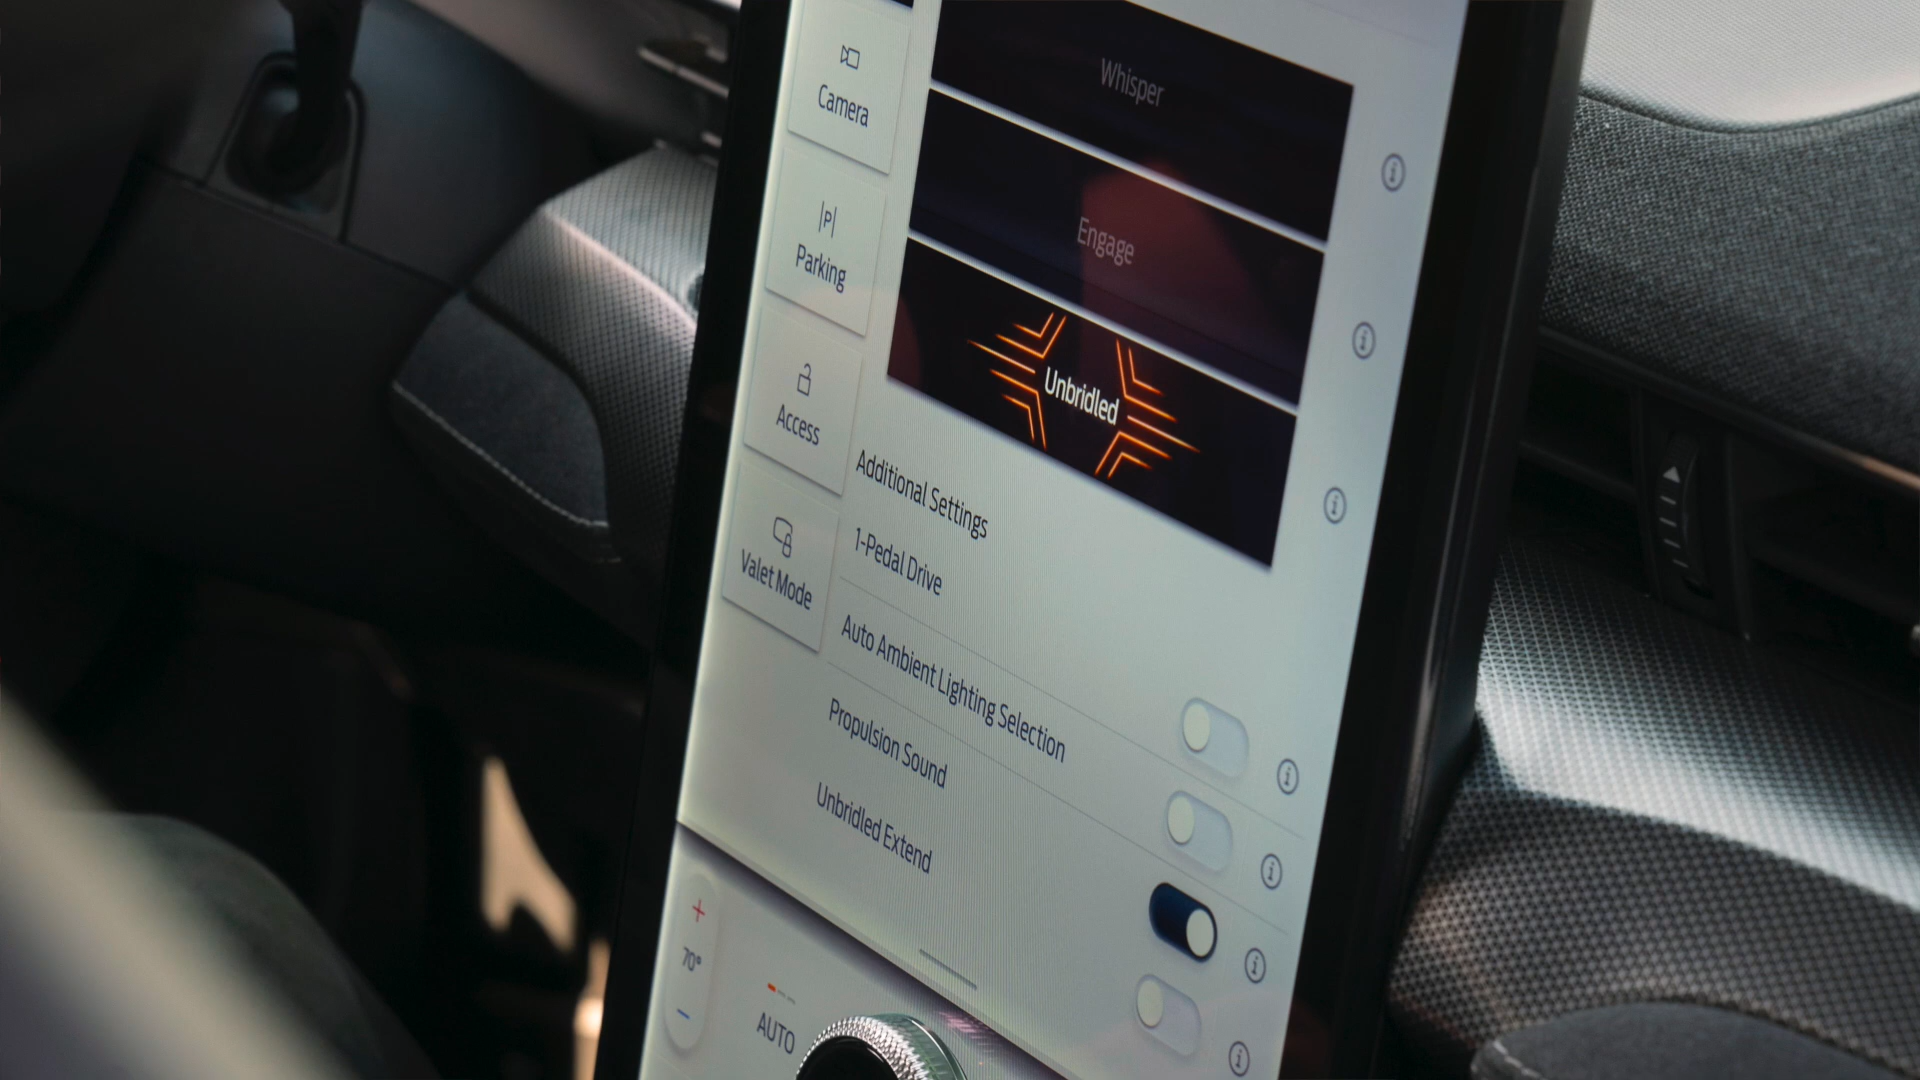 Camera
Parking
Access
Valet Mode
Whisper
Engage
Unbridled
Additional Settings
1-Pedal Drive
Auto Ambient Lighting Selection
Propulsion Sound
Unbridled Extend
+
70°
−
AUTO